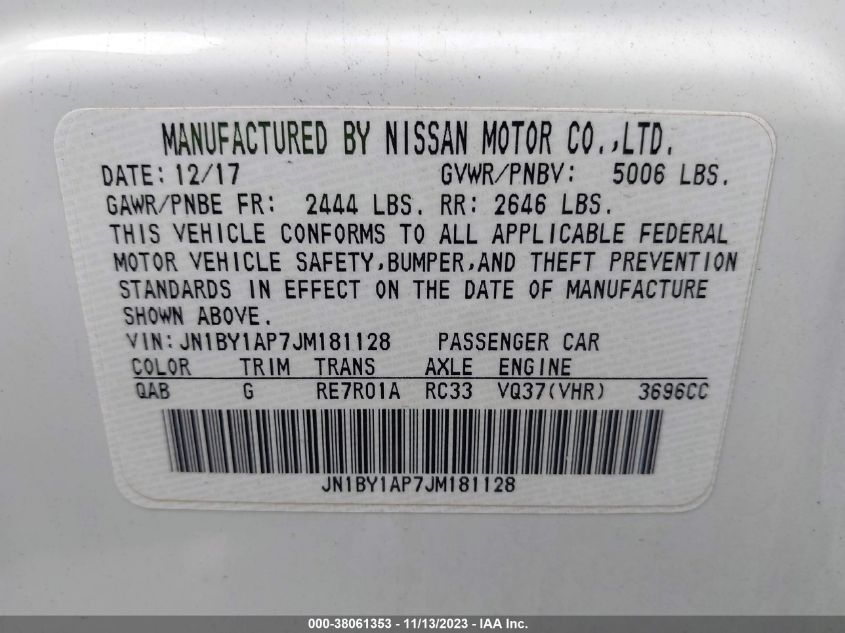 MANUFACTURED BY NISSAN MOTOR CO.,LTD.
DATE: 12/17 GVWR/PNBV: 5006 LBS.
GAWR/PNBE FR: 2444 LBS. RR: 2646 LBS.
THIS VEHICLE CONFORMS TO ALL APPLICABLE FEDERAL
MOTOR VEHICLE SAFETY,BUMPER,AND THEFT PREVENTION
STANDARDS IN EFFECT ON THE DATE OF MANUFACTURE
SHOWN ABOVE.
VIN: JN1BY1AP7JM181128 PASSENGER CAR
COLOR TRIM TRANS AXLE ENGINE
QAB G RE7R01A RC33 VQ37(VHR) 3696CC
JN1BY1AP7JM181128
000-38061353 - 11/13/2023 - IAAI.com